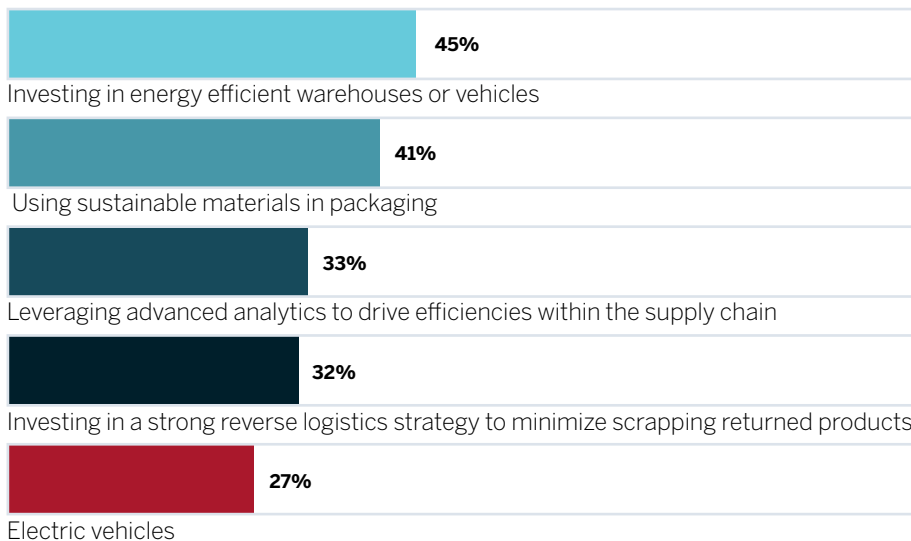 45%
Investing in energy efficient warehouses or vehicles
41%
Using sustainable materials in packaging
33%
Leveraging advanced analytics to drive efficiencies within the supply chain
32%
Investing in a strong reverse logistics strategy to minimize scrapping returned products
27%
Electric vehicles